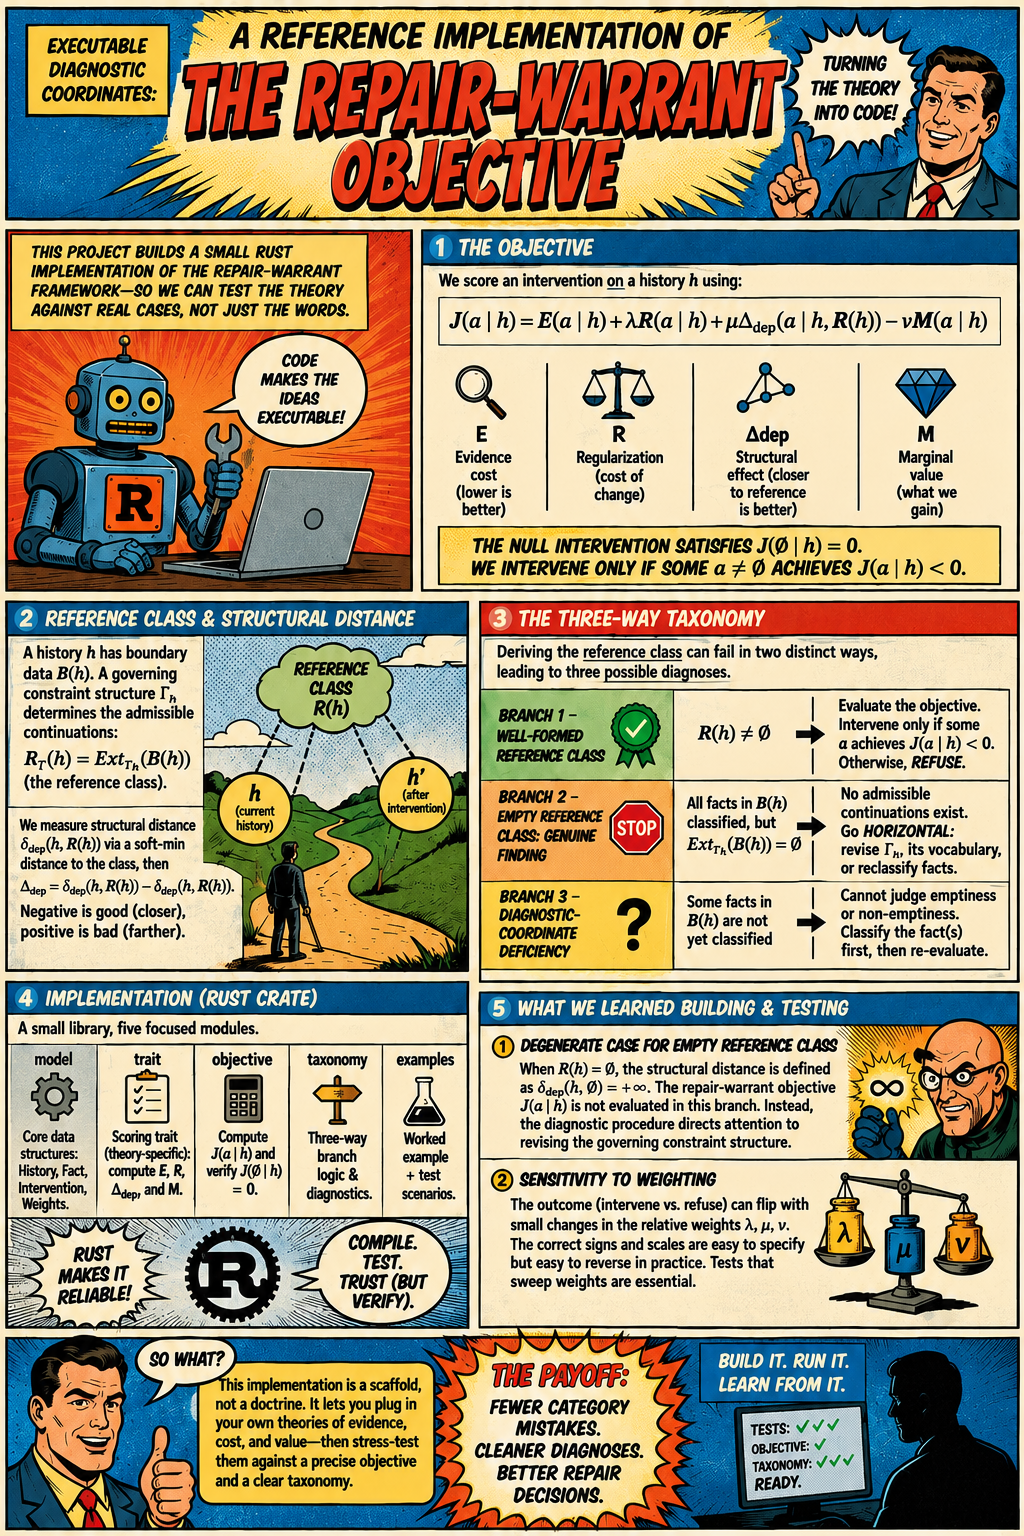 EXECUTABLE
DIAGNOSTIC
COORDINATES:
A REFERENCE IMPLEMENTATION OF
THE REPAIR-WARRANT
OBJECTIVE
TURNING
THE THEORY
INTO CODE!
THIS PROJECT BUILDS A SMALL RUST
IMPLEMENTATION OF THE REPAIR-WARRANT
FRAMEWORK—SO WE CAN TEST THE THEORY
AGAINST REAL CASES, NOT JUST THE WORDS.
CODE
MAKES THE
IDEAS
EXECUTABLE!
R
1 THE OBJECTIVE
We score an intervention on a history h using:
J(a | h) = E(a | h) + λR(a | h) + μΔdep(a | h, R(h)) − νM(a | h)
E
Evidence
cost
(lower is
better)
R
Regularization
(cost of
change)
Δdep
Structural
effect (closer
to reference
is better)
M
Marginal
value
(what we
gain)
THE NULL INTERVENTION SATISFIES J(Ø | h) = 0.
WE INTERVENE ONLY IF SOME a ≠ Ø ACHIEVES J(a | h) < 0.
2 REFERENCE CLASS & STRUCTURAL DISTANCE
A history h has boundary
data B(h). A governing
constraint structure Γh
determines the admissible
continuations:
RT(h) = ExtTh(B(h))
(the reference class).
We measure structural distance
δdep(h, R(h)) via a soft-min
distance to the class, then
Δdep = δdep(h, R(h)) − δdep(h, R(h)).
Negative is good (closer),
positive is bad (farther).
REFERENCE
CLASS
R(h)
h
(current
history)
h'
(after
intervention)
3 THE THREE-WAY TAXONOMY
Deriving the reference class can fail in two distinct ways,
leading to three possible diagnoses.
BRANCH 1 –
WELL-FORMED
REFERENCE CLASS
R(h) ≠ Ø
Evaluate the objective.
Intervene only if some
a achieves J(a | h) < 0.
Otherwise, REFUSE.
BRANCH 2 –
EMPTY REFERENCE
CLASS: GENUINE
FINDING
STOP
All facts in B(h)
classified, but
ExtTh(B(h)) = Ø
No admissible
continuations exist.
Go HORIZONTAL:
revise Γh, its vocabulary,
or reclassify facts.
BRANCH 3 –
DIAGNOSTIC-
COORDINATE
DEFICIENCY
?
Some facts in
B(h) are not
yet classified
Cannot judge emptiness
or non-emptiness.
Classify the fact(s)
first, then re-evaluate.
4 IMPLEMENTATION (RUST CRATE)
A small library, five focused modules.
model
Core data
structures:
History, Fact,
Intervention,
Weights.
trait
Scoring trait
(theory-specific):
compute E, R,
Δdep, and M.
objective
Compute
J(a | h) and
verify J(Ø | h)
= 0.
taxonomy
Three-way
branch
logic &
diagnostics.
examples
Worked
example
+ test
scenarios.
RUST
MAKES IT
RELIABLE!
R
COMPILE.
TEST.
TRUST (BUT
VERIFY).
5 WHAT WE LEARNED BUILDING & TESTING
1 DEGENERATE CASE FOR EMPTY REFERENCE CLASS
When R(h) = Ø, the structural distance is defined
as δdep(h, Ø) = +∞. The repair-warrant objective
J(a | h) is not evaluated in this branch. Instead,
the diagnostic procedure directs attention to
revising the governing constraint structure.
∞
2 SENSITIVITY TO WEIGHTING
The outcome (intervene vs. refuse) can flip with
small changes in the relative weights λ, μ, ν.
The correct signs and scales are easy to specify
but easy to reverse in practice. Tests that
sweep weights are essential.
λ
μ
ν
SO WHAT?
This implementation is a scaffold,
not a doctrine. It lets you plug in
your own theories of evidence,
cost, and value—then stress-test
them against a precise objective
and a clear taxonomy.
THE PAYOFF:
FEWER CATEGORY
MISTAKES.
CLEANER DIAGNOSES.
BETTER REPAIR
DECISIONS.
BUILD IT. RUN IT.
LEARN FROM IT.
TESTS: ✓✓✓
OBJECTIVE: ✓
TAXONOMY: ✓✓✓
READY.